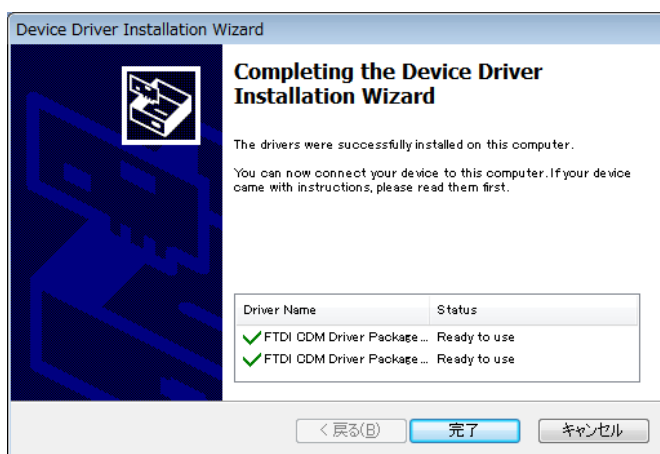 Device Driver Installation Wizard
Completing the Device Driver
Installation Wizard
The drivers were successfully installed on this computer.
You can now connect your device to this computer. If your device
came with instructions, please read them first.
Driver Name Status
FTDI CDM Driver Package... Ready to use
FTDI CDM Driver Package... Ready to use
< 戻る(B) 完了 キャンセル